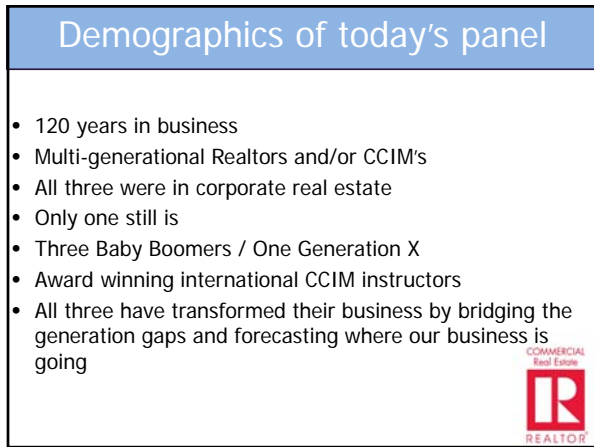 Demographics of today's panel
• 120 years in business
• Multi-generational Realtors and/or CCIM's
• All three were in corporate real estate
• Only one still is
• Three Baby Boomers / One Generation X
• Award winning international CCIM instructors
• All three have transformed their business by bridging the
generation gaps and forecasting where our business is
going
COMMERCIAL
Real Estate
R
REALTOR®